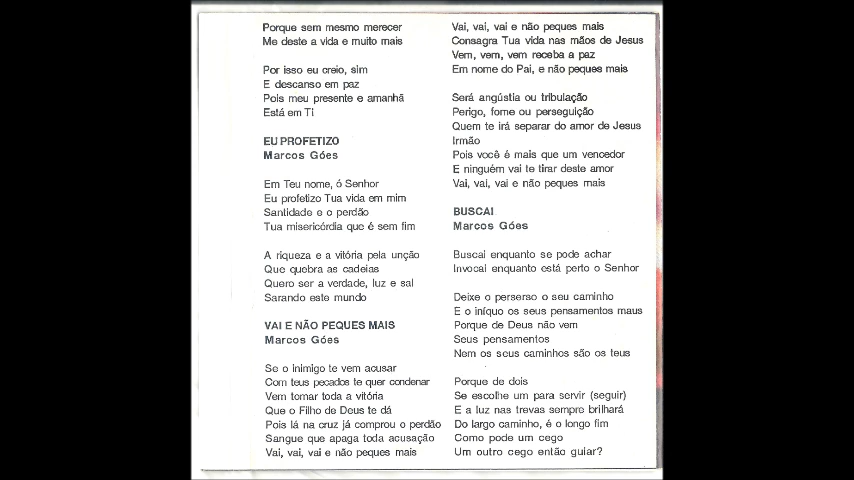 Porque sem mesmo merecer
Me deste a vida e muito mais
Por isso eu creio, sim
E descanso em paz
Pois meu presente e amanhã
Está em Ti
EU PROFETIZO
Marcos Góes
Em Teu nome, ó Senhor
Eu profetizo Tua vida em mim
Santidade e o perdão
Tua misericórdia que é sem fim
A riqueza e a vitória pela unção
Que quebra as cadeias
Quero ser a verdade, luz e sal
Sarando este mundo
VAI E NÃO PEQUES MAIS
Marcos Góes
Se o inimigo te vem acusar
Com teus pecados te quer condenar
Vem tomar toda a vitória
Que o Filho de Deus te dá
Pois lá na cruz já comprou o perdão
Sangue que apaga toda acusação
Vai, vai, vai e não peques mais
Vai, vai, vai e não peques mais
Consagra Tua vida nas mãos de Jesus
Vem, vem, vem receba a paz
Em nome do Pai, e não peques mais
Será angústia ou tribulação
Perigo, fome ou perseguição
Quem te irá separar do amor de Jesus
Irmão
Pois você é mais que um vencedor
E ninguém vai te tirar deste amor
Vai, vai, vai e não peques mais
BUSCAI
Marcos Góes
Buscai enquanto se pode achar
Invocai enquanto está perto o Senhor
Deixe o perserso o seu caminho
E o iníquo os seus pensamentos maus
Porque de Deus não vem
Seus pensamentos
Nem os seus caminhos são os teus
Porque de dois
Se escolhe um para servir (seguir)
E a luz nas trevas sempre brilhará
Do largo caminho, é o longo fim
Como pode um cego
Um outro cego então guiar?